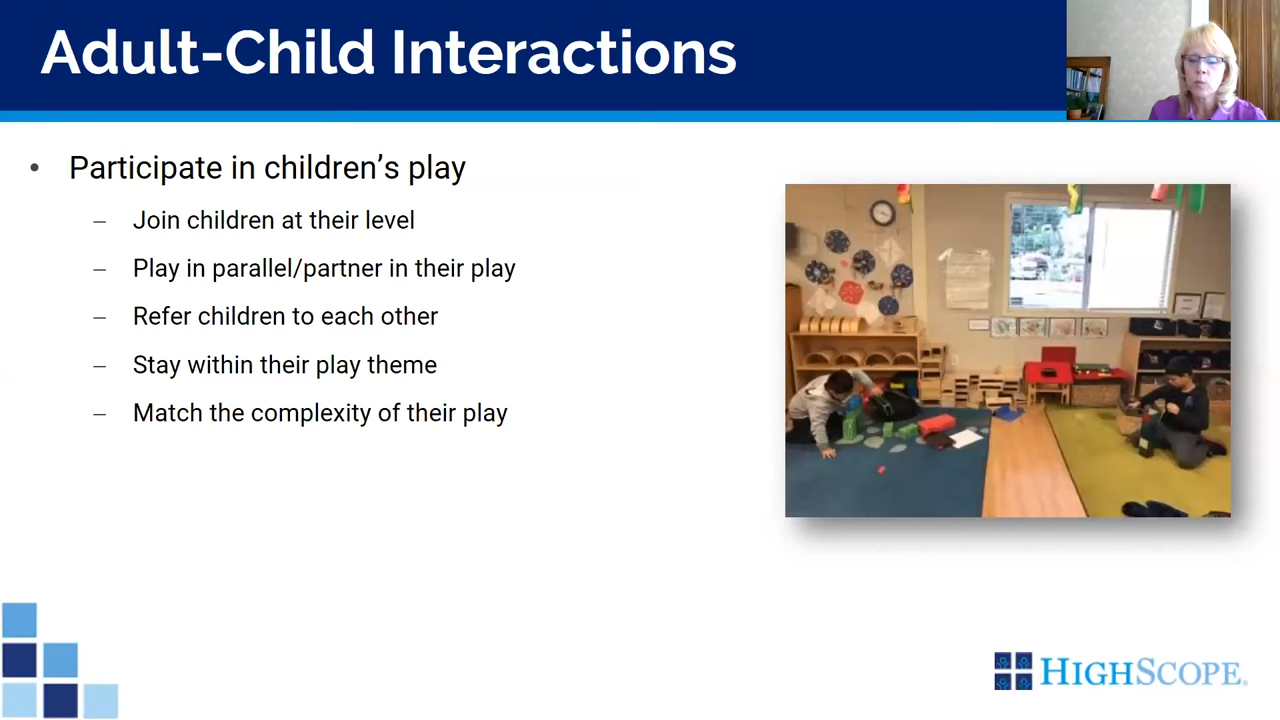 Adult-Child Interactions
• Participate in children’s play
– Join children at their level
– Play in parallel/partner in their play
– Refer children to each other
– Stay within their play theme
– Match the complexity of their play
HIGHSCOPE®